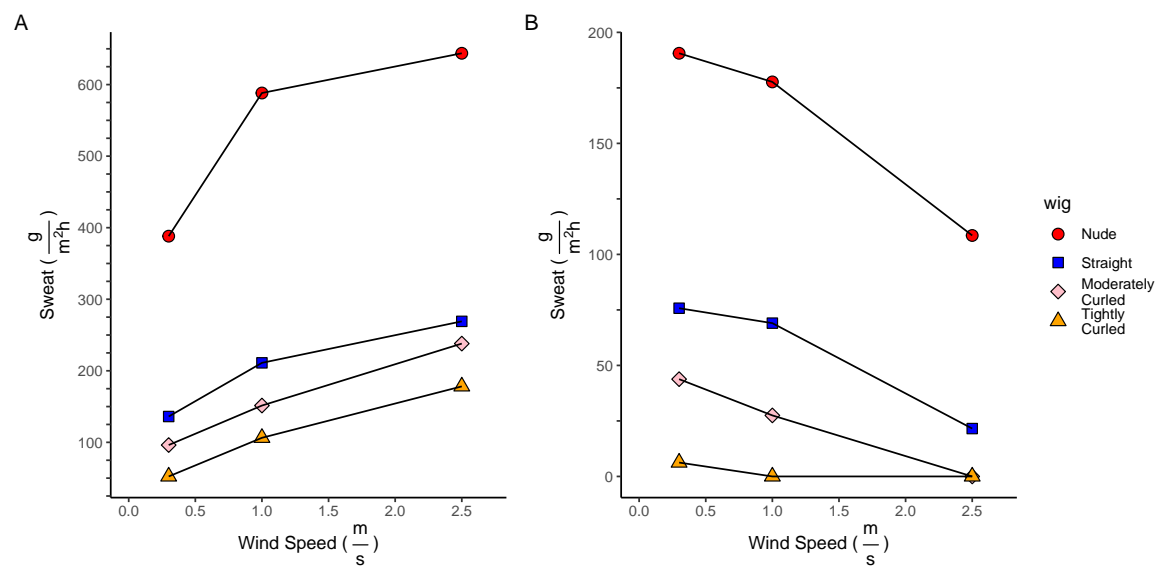 A
600
500
400
300
200
100
Sweat ( g/m²h )
0.0 0.5 1.0 1.5 2.0 2.5
Wind Speed ( m/s )
B
200
150
100
50
0
Sweat ( g/m²h )
0.0 0.5 1.0 1.5 2.0 2.5
Wind Speed ( m/s )
wig
Nude
Straight
Moderately
Curled
Tightly
Curled